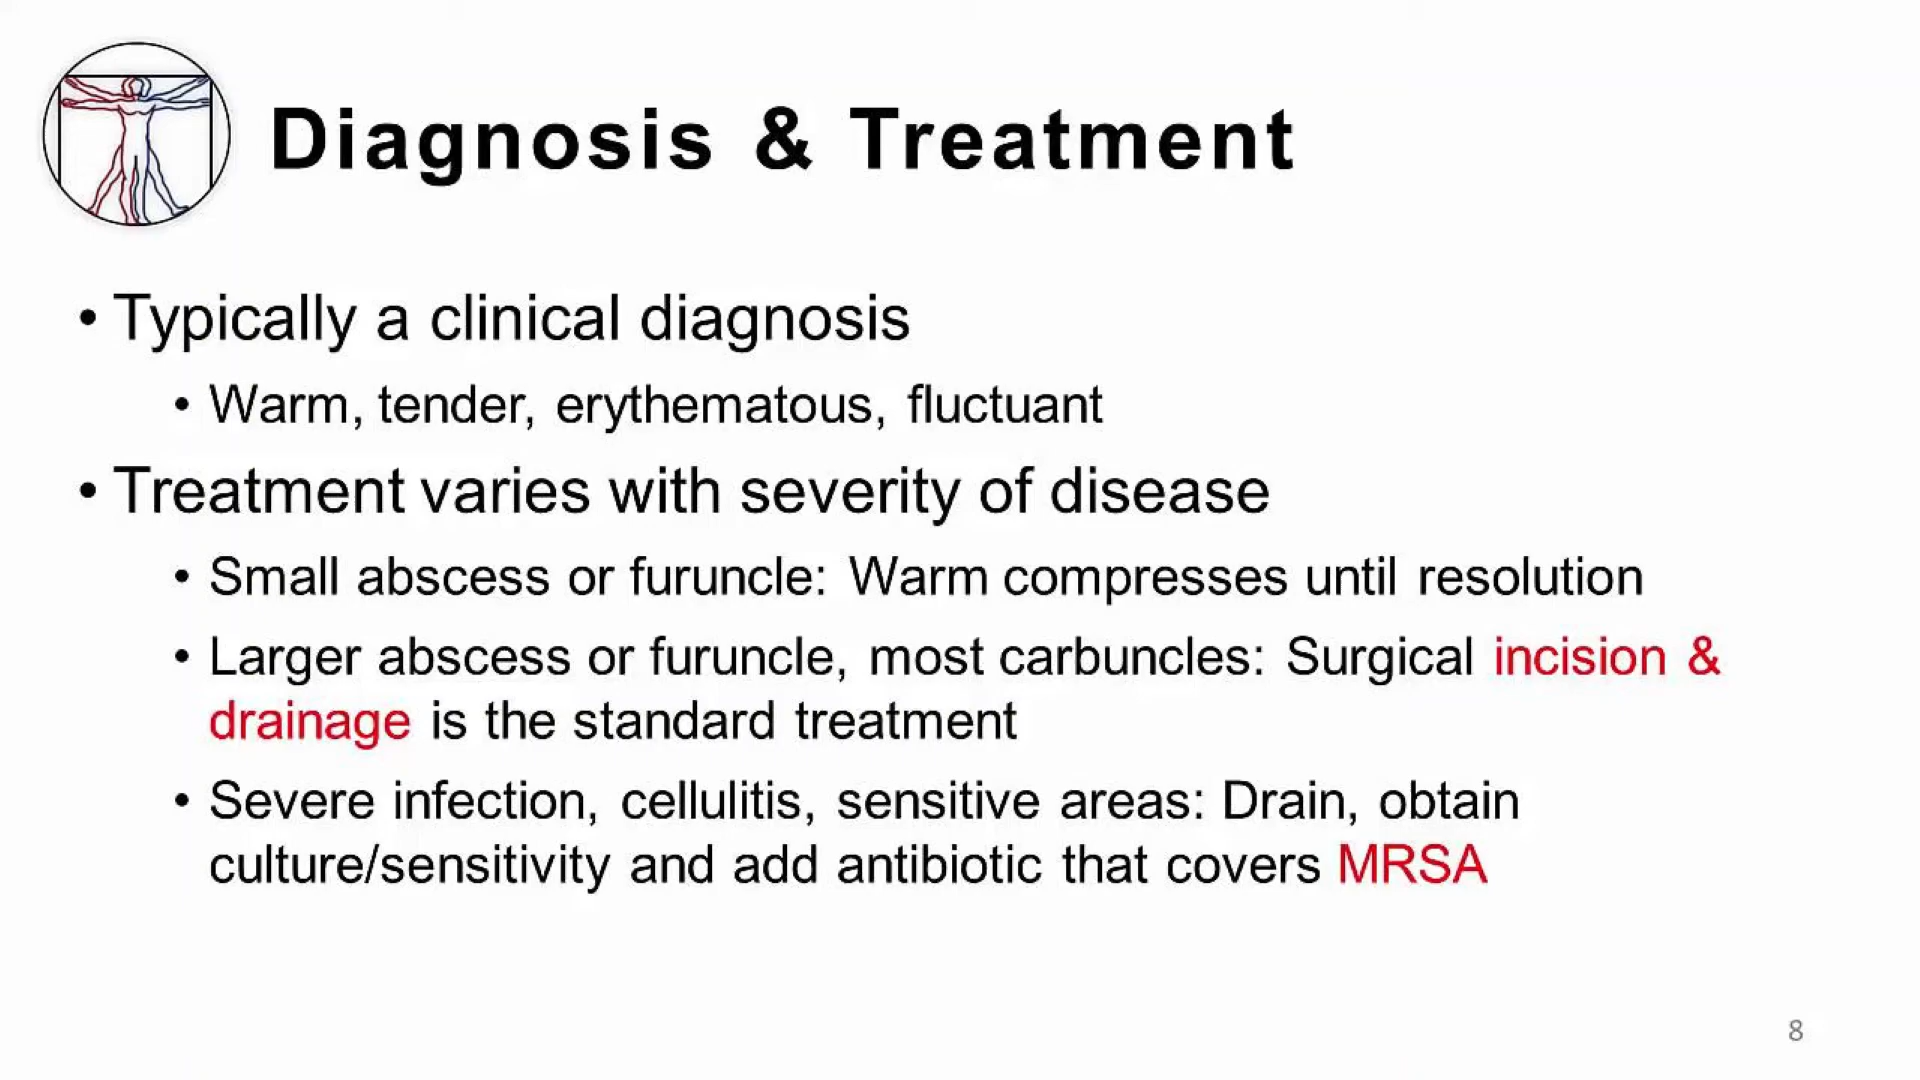 Diagnosis & Treatment
• Typically a clinical diagnosis
• Warm, tender, erythematous, fluctuant
• Treatment varies with severity of disease
• Small abscess or furuncle: Warm compresses until resolution
• Larger abscess or furuncle, most carbuncles: Surgical incision &
drainage is the standard treatment
• Severe infection, cellulitis, sensitive areas: Drain, obtain
culture/sensitivity and add antibiotic that covers MRSA
8